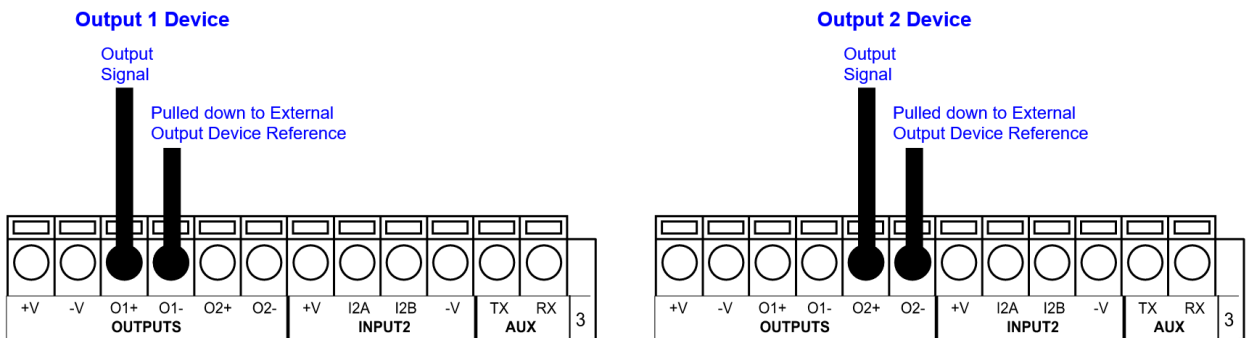 Output 1 Device
Output
Signal
Pulled down to External
Output Device Reference
+V -V O1+ O1- O2+ O2- +V I2A I2B -V TX RX 3
OUTPUTS INPUT2 AUX
Output 2 Device
Output
Signal
Pulled down to External
Output Device Reference
+V -V O1+ O1- O2+ O2- +V I2A I2B -V TX RX 3
OUTPUTS INPUT2 AUX